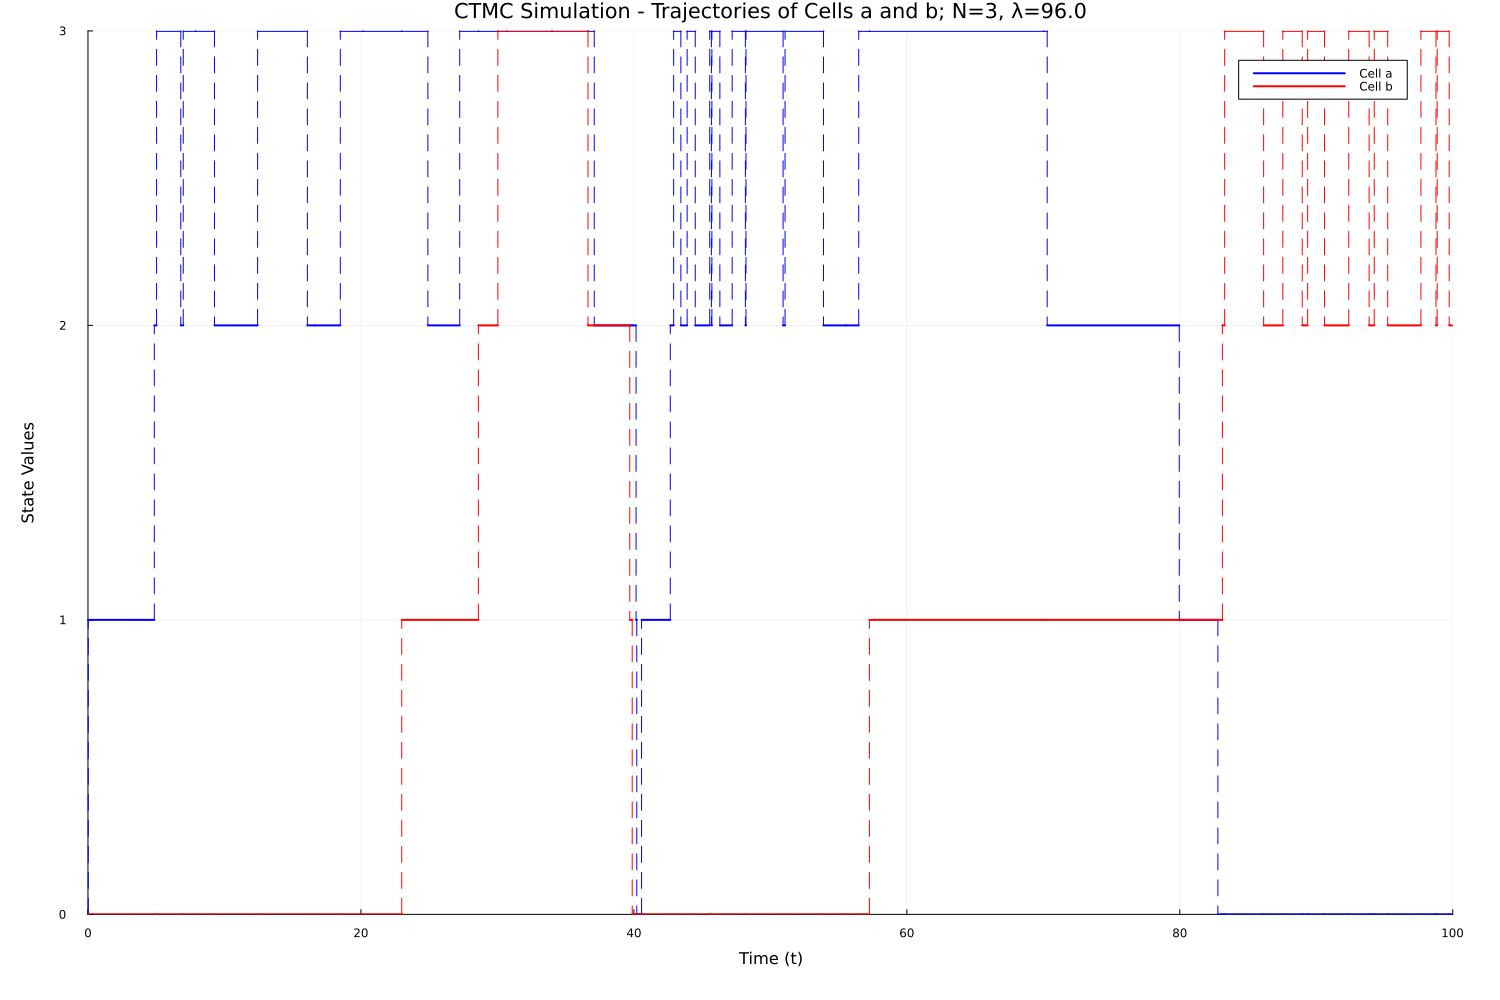 CTMC Simulation - Trajectories of Cells a and b; N=3, λ=96.0
3
Cell a
Cell b
2
State Values
1
0
0 20 40 60 80 100
Time (t)